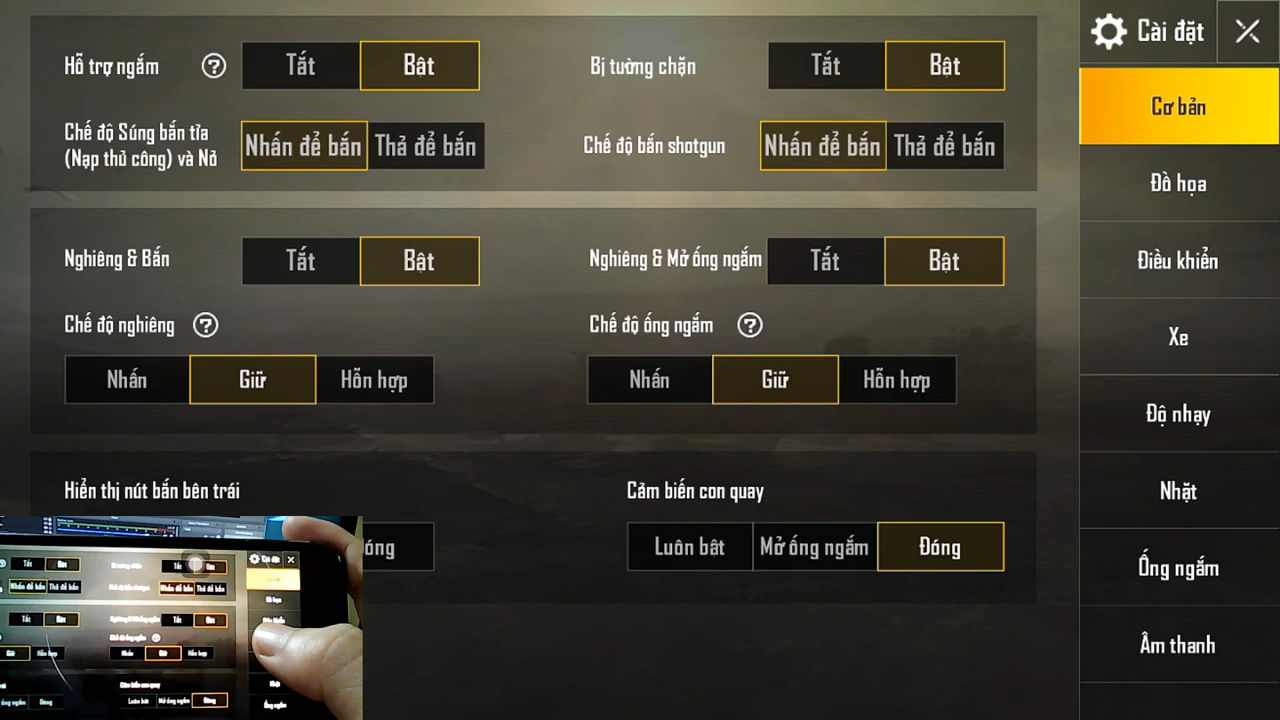 Hỗ trợ ngắm ? Tắt Bật
Bị tường chặn Tắt Bật
Chế độ Súng bắn tỉa
(Nạp thủ công) và Nỏ
Nhấn để bắn Thả để bắn
Chế độ bắn shotgun Nhấn để bắn Thả để bắn
Nghiêng & Bắn Tắt Bật
Nghiêng & Mở ống ngắm Tắt Bật
Chế độ nghiêng ?
Nhấn Giữ Hỗn hợp
Chế độ ống ngắm ?
Nhấn Giữ Hỗn hợp
Hiển thị nút bắn bên trái
óng
Cảm biến con quay
Luôn bật Mở ống ngắm Đóng
Cài đặt
Cơ bản
Đồ họa
Điều khiển
Xe
Độ nhạy
Nhặt
Ống ngắm
Âm thanh